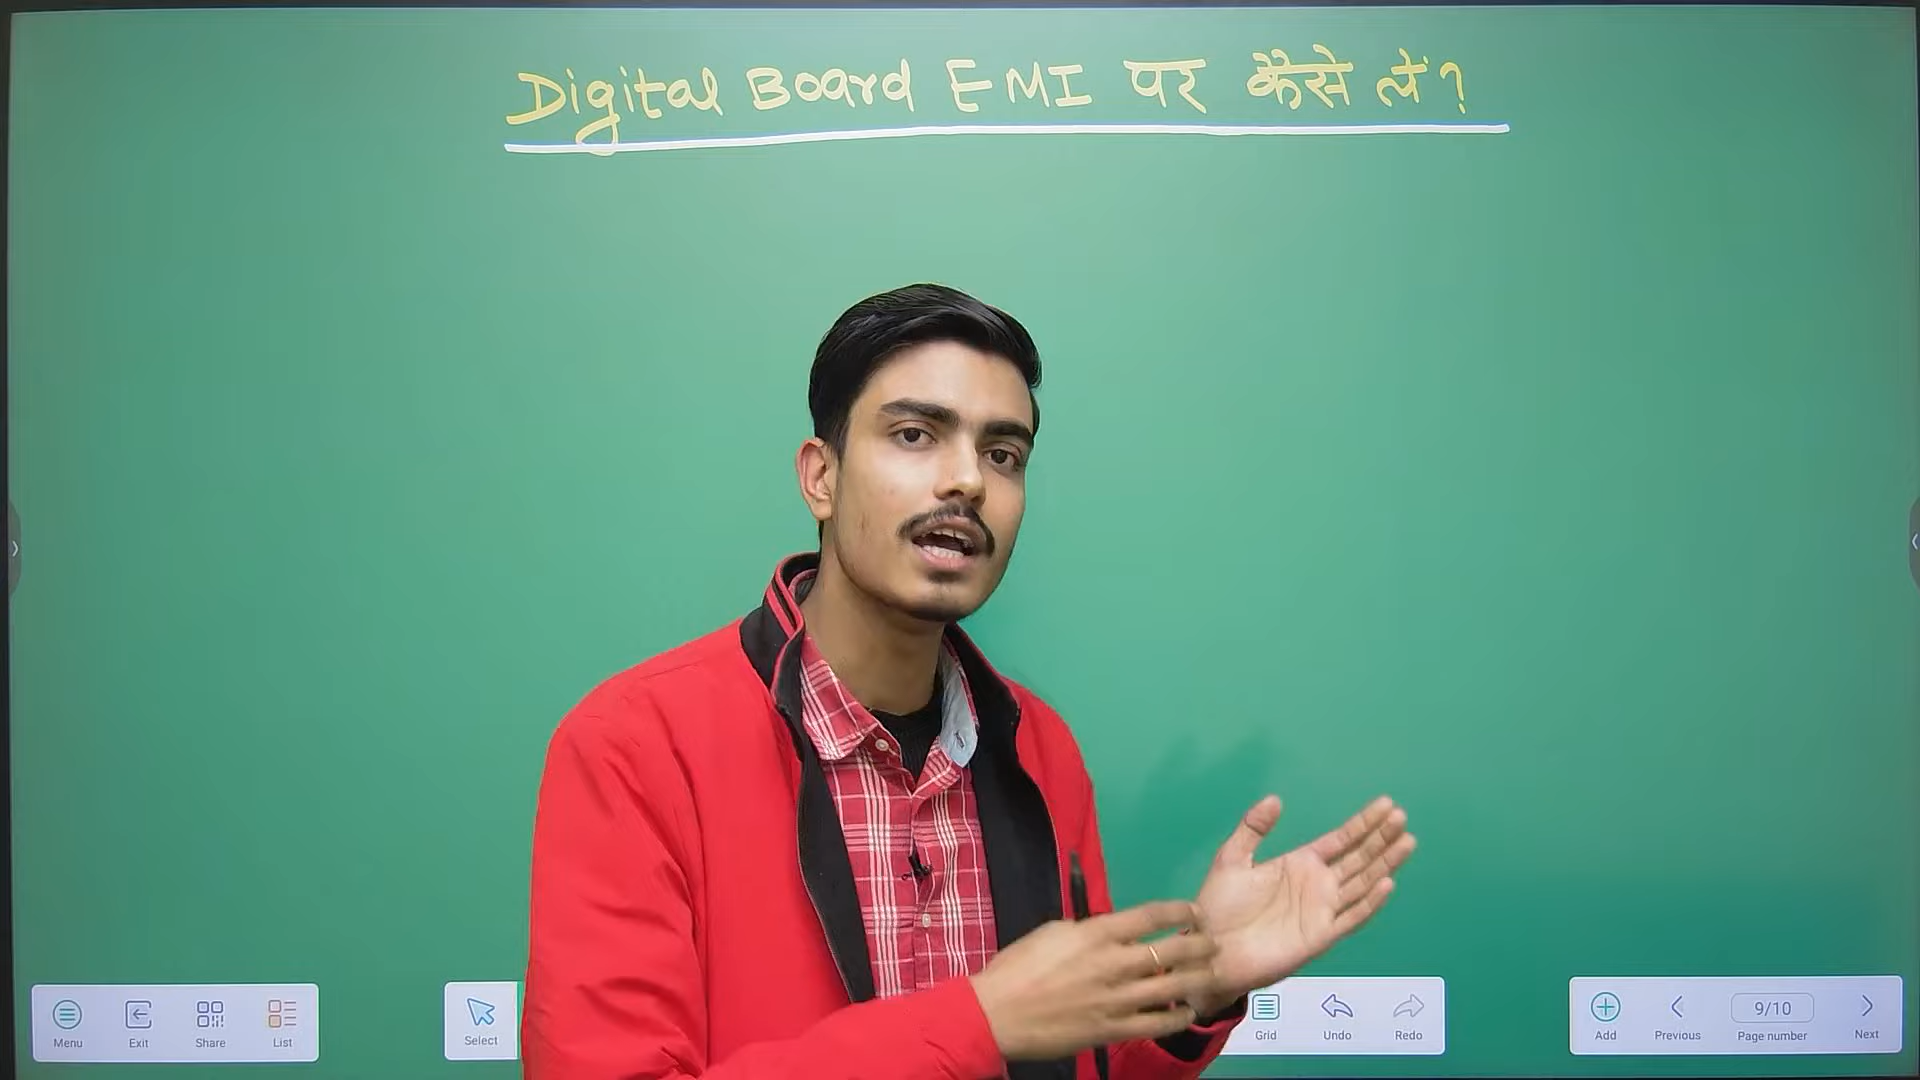 Digital Board EMI पर कैसे लें?
Menu Exit Share List Select Grid Undo Redo Add Previous 9/10 Page number Next